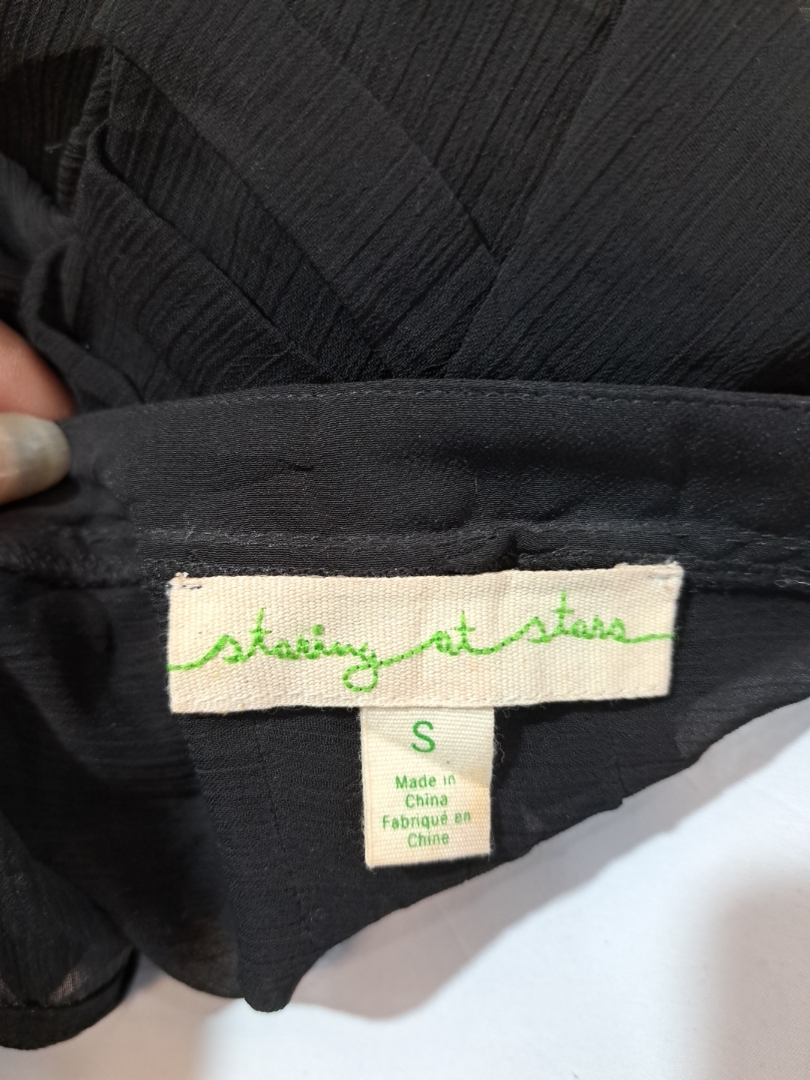 staring at stars
S
Made in
China
Fabriqué en
Chine